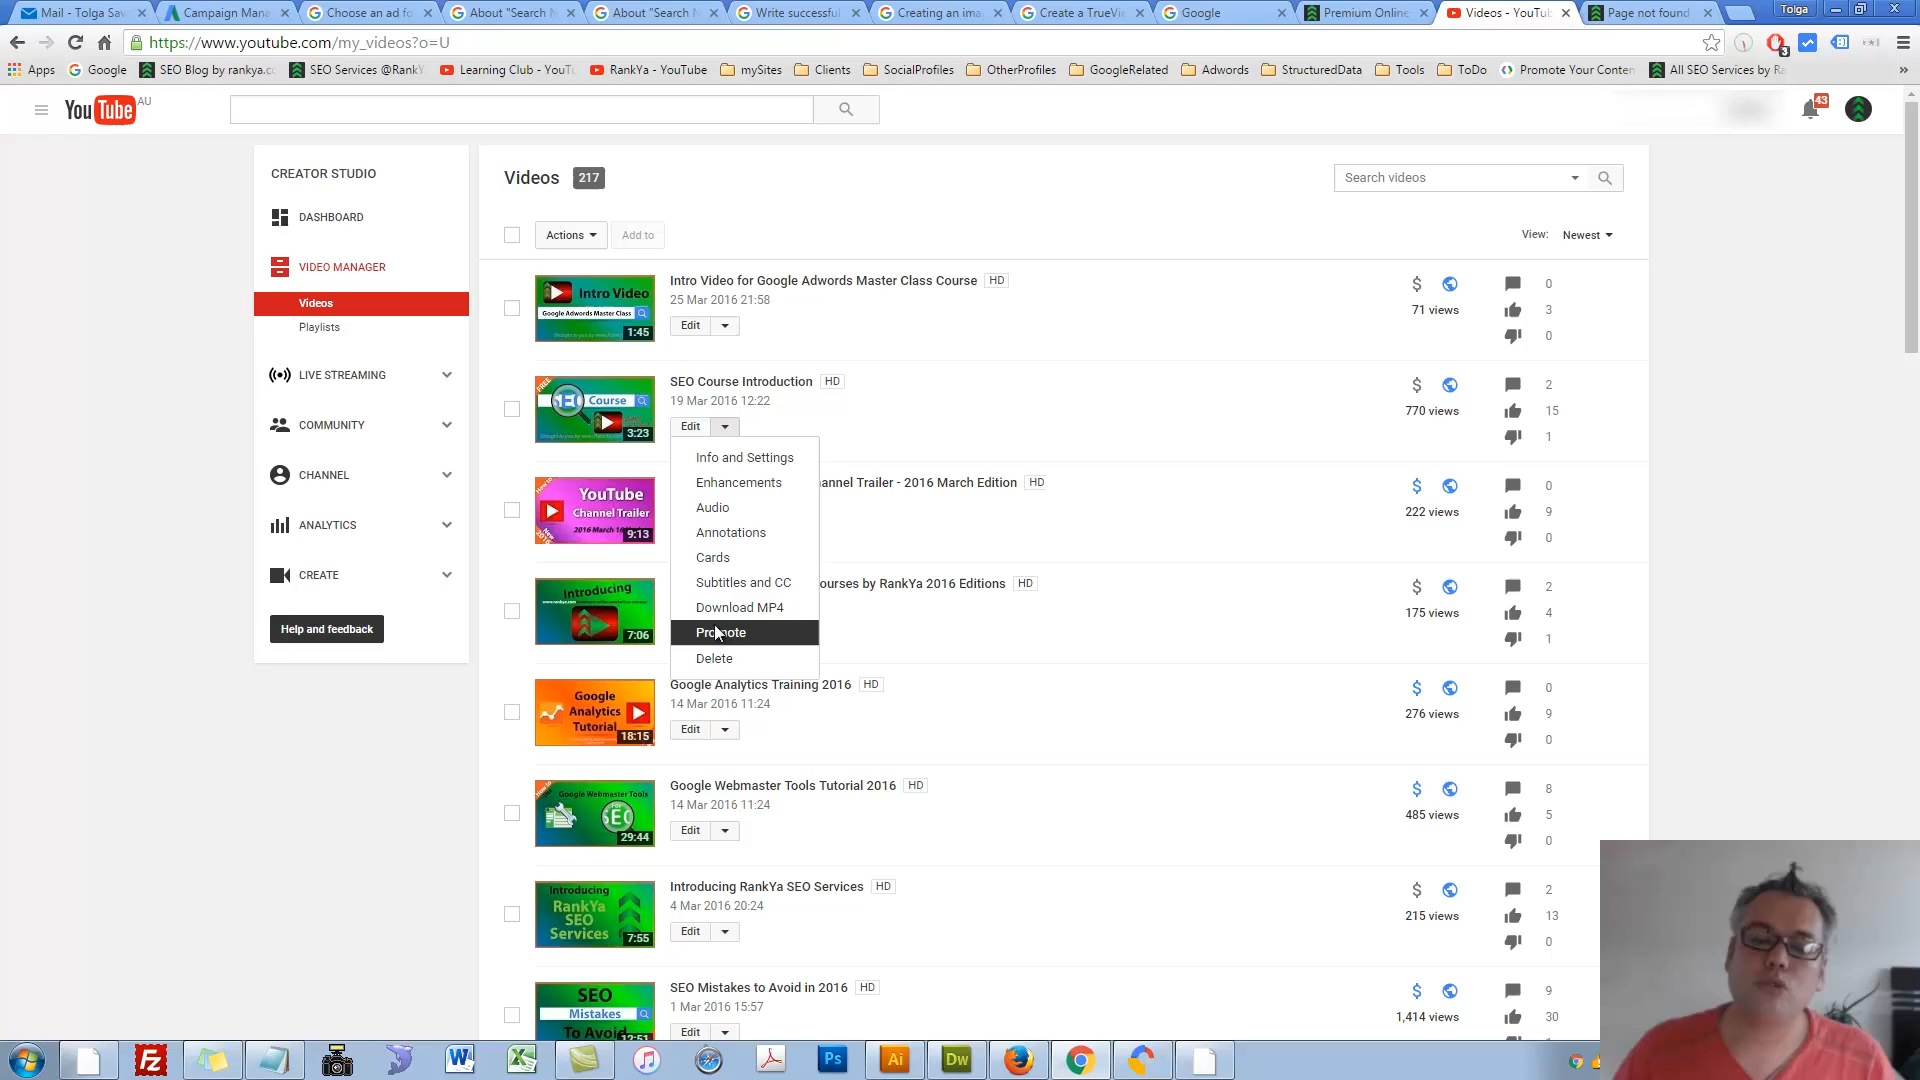 Mail - Tolga Sav
Campaign Mana
Choose an ad fo
About "Search N
About "Search N
Write successful
Creating an ima
Create a TrueVie
Google
Premium Online
Videos - YouTub
Page not found
Tolga
https://www.youtube.com/my_videos?o=U
3
Apps
Google
SEO Blog by rankya.c
SEO Services @RankY
Learning Club - YouTu
RankYa - YouTube
mySites
Clients
SocialProfiles
OtherProfiles
GoogleRelated
Adwords
StructuredData
Tools
ToDo
Promote Your Conten
All SEO Services by Ra
YouTube AU
43
CREATOR STUDIO
DASHBOARD
VIDEO MANAGER
Videos
Playlists
LIVE STREAMING
COMMUNITY
CHANNEL
ANALYTICS
CREATE
Help and feedback
Videos 217
Search videos
Actions
Add to
View: Newest
Intro Video
Google Adwords Master Class
1:45
Intro Video for Google Adwords Master Class Course HD
25 Mar 2016 21:58
Edit
71 views
0
3
0
FREE
SEO Course
3:23
SEO Course Introduction HD
19 Mar 2016 12:22
Edit
770 views
2
15
1
Info and Settings
Enhancements
Audio
Annotations
Cards
Subtitles and CC
Download MP4
Promote
Delete
How to
YouTube
Channel Trailer
2016 March
New
9:13
annel Trailer - 2016 March Edition HD
222 views
0
9
0
Introducing
7:06
ourses by RankYa 2016 Editions HD
175 views
2
4
1
Google
Analytics
Tutorial
18:15
Google Analytics Training 2016 HD
14 Mar 2016 11:24
Edit
276 views
0
9
0
How to
Google Webmaster Tools
SEO
29:44
Google Webmaster Tools Tutorial 2016 HD
14 Mar 2016 11:24
Edit
485 views
8
5
0
Introducing
RankYa
SEO
Services
7:55
Introducing RankYa SEO Services HD
4 Mar 2016 20:24
Edit
215 views
2
13
0
SEO
Mistakes
To Avoid
12:51
SEO Mistakes to Avoid in 2016 HD
1 Mar 2016 15:57
Edit
1,414 views
9
30
Fz
W
X
Ps
Ai
Dw